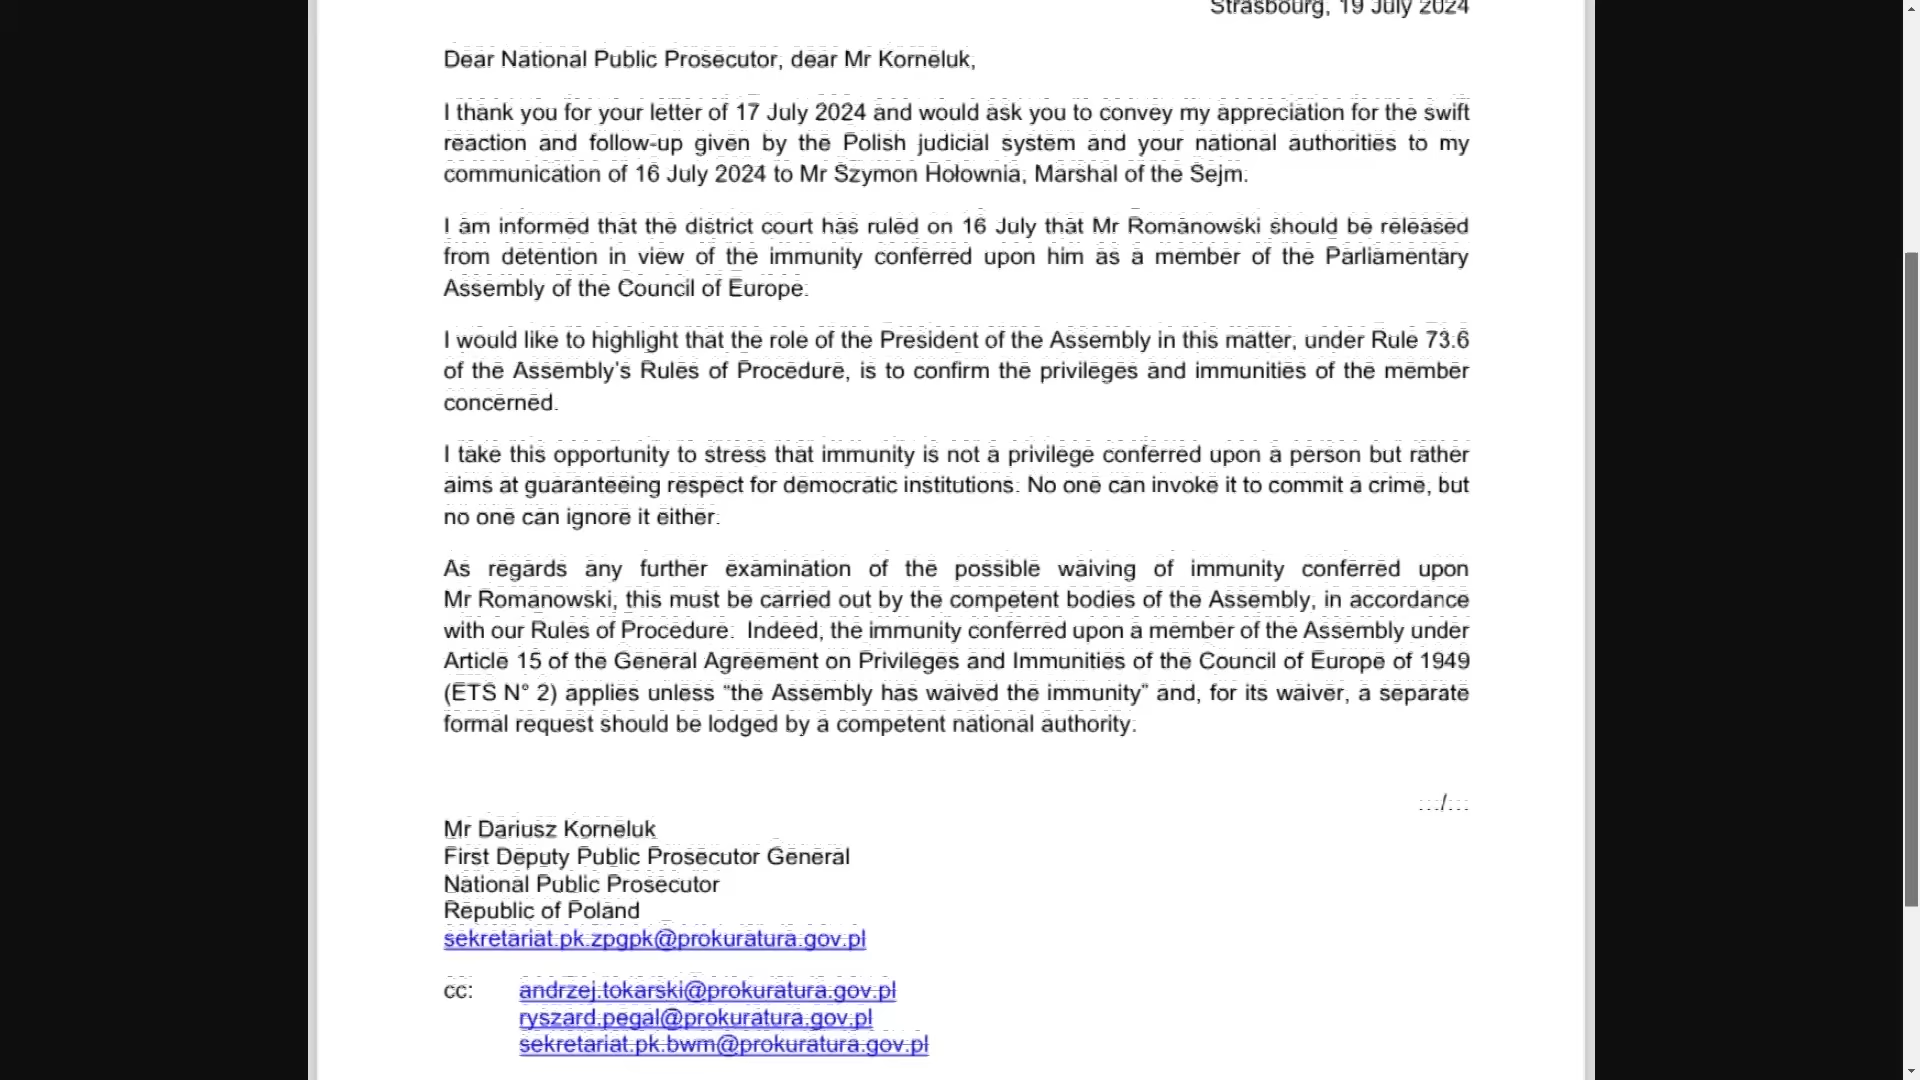 Strasbourg, 19 July 2024
Dear National Public Prosecutor, dear Mr Korneluk,
I thank you for your letter of 17 July 2024 and would ask you to convey my appreciation for the swift
reaction and follow-up given by the Polish judicial system and your national authorities to my
communication of 16 July 2024 to Mr Szymon Hołownia, Marshal of the Sejm.
I am informed that the district court has ruled on 16 July that Mr Romanowski should be released
from detention in view of the immunity conferred upon him as a member of the Parliamentary
Assembly of the Council of Europe.
I would like to highlight that the role of the President of the Assembly in this matter, under Rule 73.6
of the Assembly's Rules of Procedure, is to confirm the privileges and immunities of the member
concerned.
I take this opportunity to stress that immunity is not a privilege conferred upon a person but rather
aims at guaranteeing respect for democratic institutions. No one can invoke it to commit a crime, but
no one can ignore it either.
As regards any further examination of the possible waiving of immunity conferred upon
Mr Romanowski, this must be carried out by the competent bodies of the Assembly, in accordance
with our Rules of Procedure. Indeed, the immunity conferred upon a member of the Assembly under
Article 15 of the General Agreement on Privileges and Immunities of the Council of Europe of 1949
(ETS N° 2) applies unless "the Assembly has waived the immunity" and, for its waiver, a separate
formal request should be lodged by a competent national authority.
.../...
Mr Dariusz Korneluk
First Deputy Public Prosecutor General
National Public Prosecutor
Republic of Poland
sekretariat.pk.zpgpk@prokuratura.gov.pl
cc: andrzej.tokarski@prokuratura.gov.pl
ryszard.pegal@prokuratura.gov.pl
sekretariat.pk.bwm@prokuratura.gov.pl